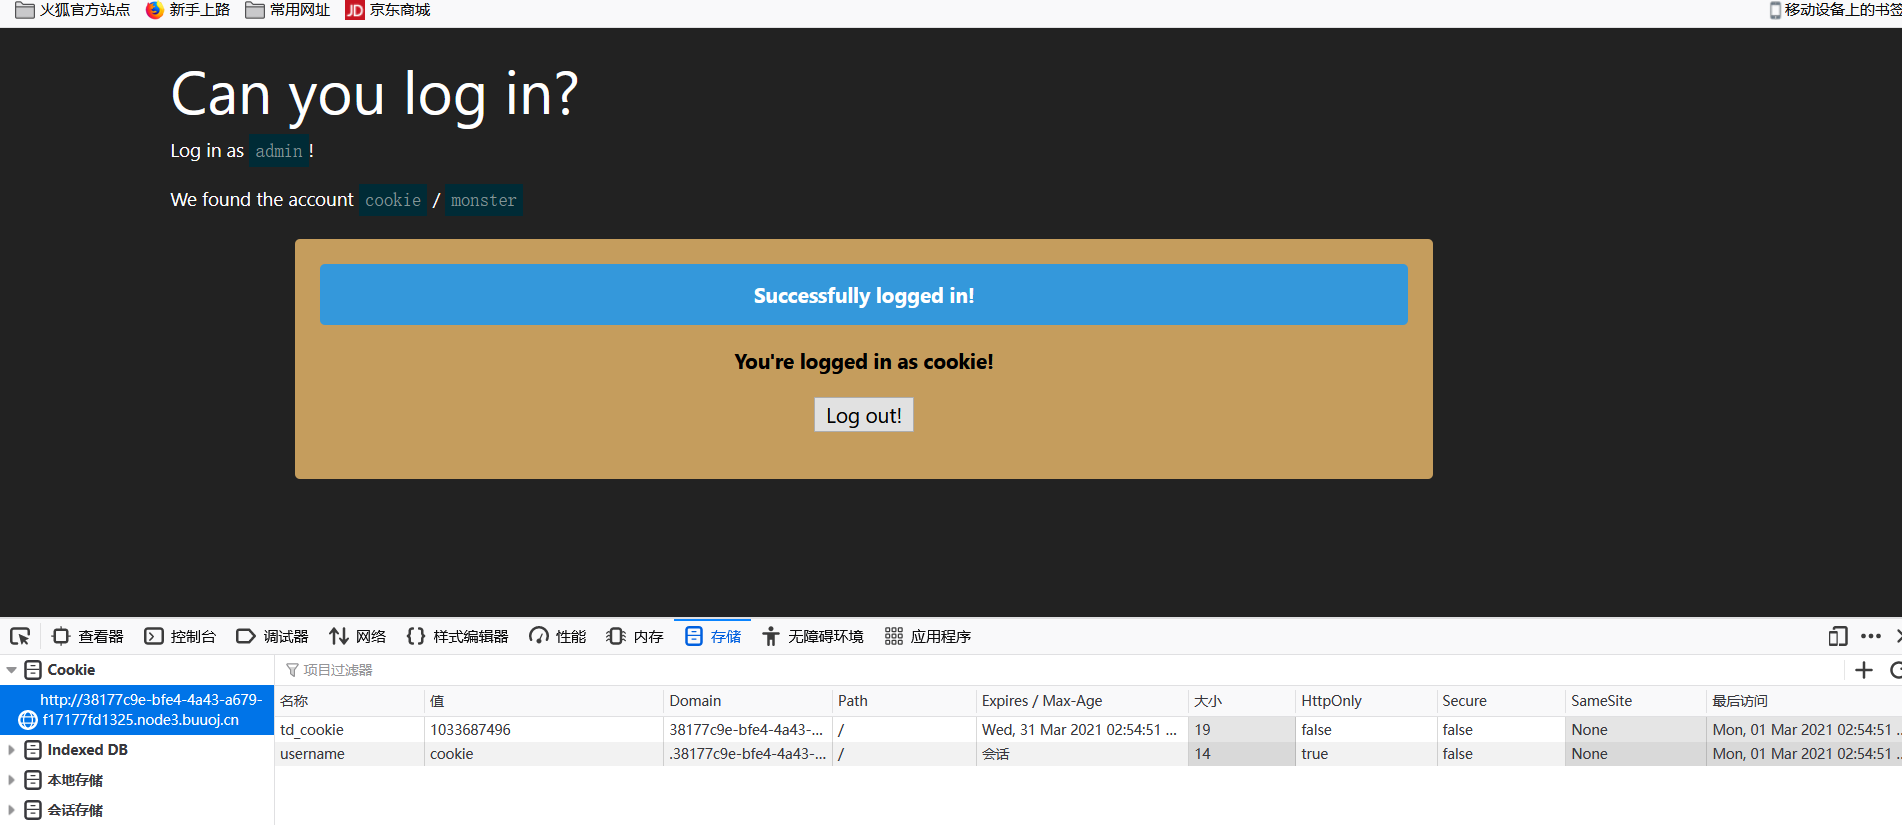 火狐官方站点 新手上路 常用网址 JD 京东商城 移动设备上的书签
Can you log in?
Log in as admin !
We found the account cookie / monster
Successfully logged in!
You're logged in as cookie!
Log out!
查看器 控制台 调试器 网络 样式编辑器 性能 内存 存储 无障碍环境 应用程序
Cookie
项目过滤器
http://38177c9e-bfe4-4a43-a679-
f17177fd1325.node3.buuoj.cn
Indexed DB
本地存储
会话存储
名称 值 Domain Path Expires / Max-Age 大小 HttpOnly Secure SameSite 最后访问
td_cookie 1033687496 38177c9e-bfe4-4a43-... / Wed, 31 Mar 2021 02:54:51 ... 19 false false None Mon, 01 Mar 2021 02:54:51 ...
username cookie .38177c9e-bfe4-4a43-... / 会话 14 true false None Mon, 01 Mar 2021 02:54:51 ...